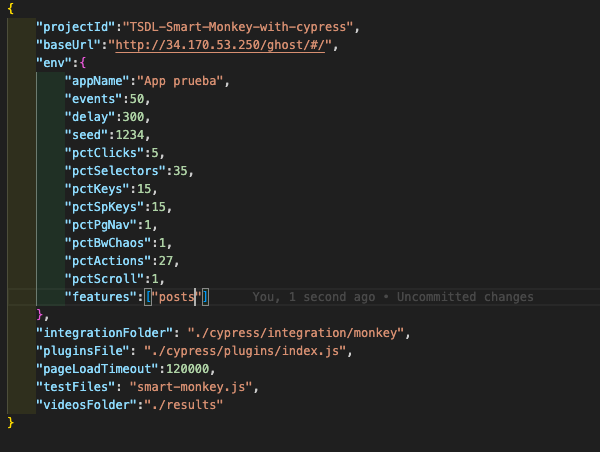 {
"projectId":"TSDL-Smart-Monkey-with-cypress",
"baseUrl":"http://34.170.53.250/ghost/#/",
"env":{
"appName":"App prueba",
"events":50,
"delay":300,
"seed":1234,
"pctClicks":5,
"pctSelectors":35,
"pctKeys":15,
"pctSpKeys":15,
"pctPgNav":1,
"pctBwChaos":1,
"pctActions":27,
"pctScroll":1,
"features":["posts"] You, 1 second ago • Uncommitted changes
},
"integrationFolder": "./cypress/integration/monkey",
"pluginsFile": "./cypress/plugins/index.js",
"pageLoadTimeout":120000,
"testFiles": "smart-monkey.js",
"videosFolder":"./results"
}